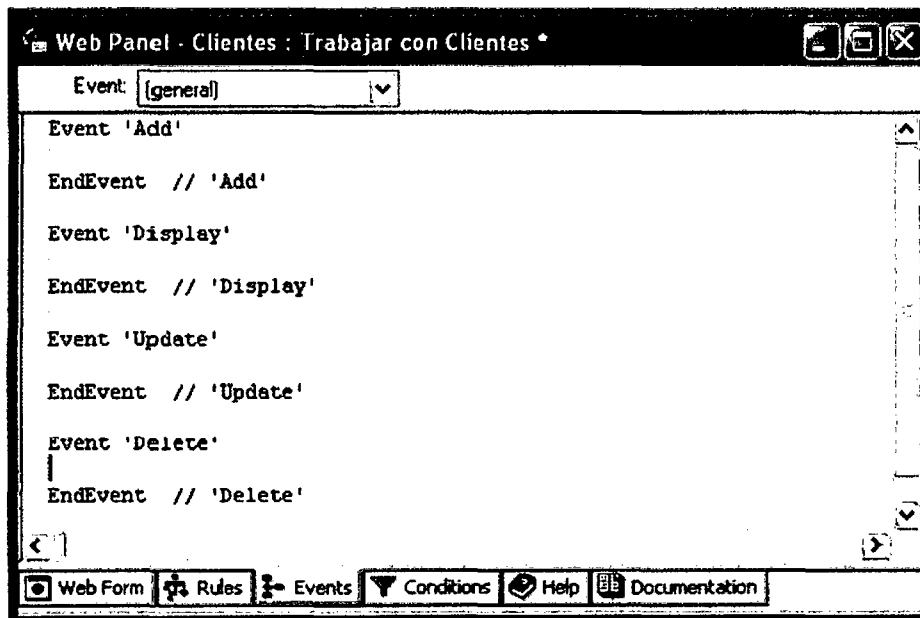 Web Panel - Clientes : Trabajar con Clientes *
Event: (general)
Event 'Add'
EndEvent // 'Add'
Event 'Display'
EndEvent // 'Display'
Event 'Update'
EndEvent // 'Update'
Event 'Delete'
EndEvent // 'Delete'
Web Form Rules Events Conditions Help Documentation